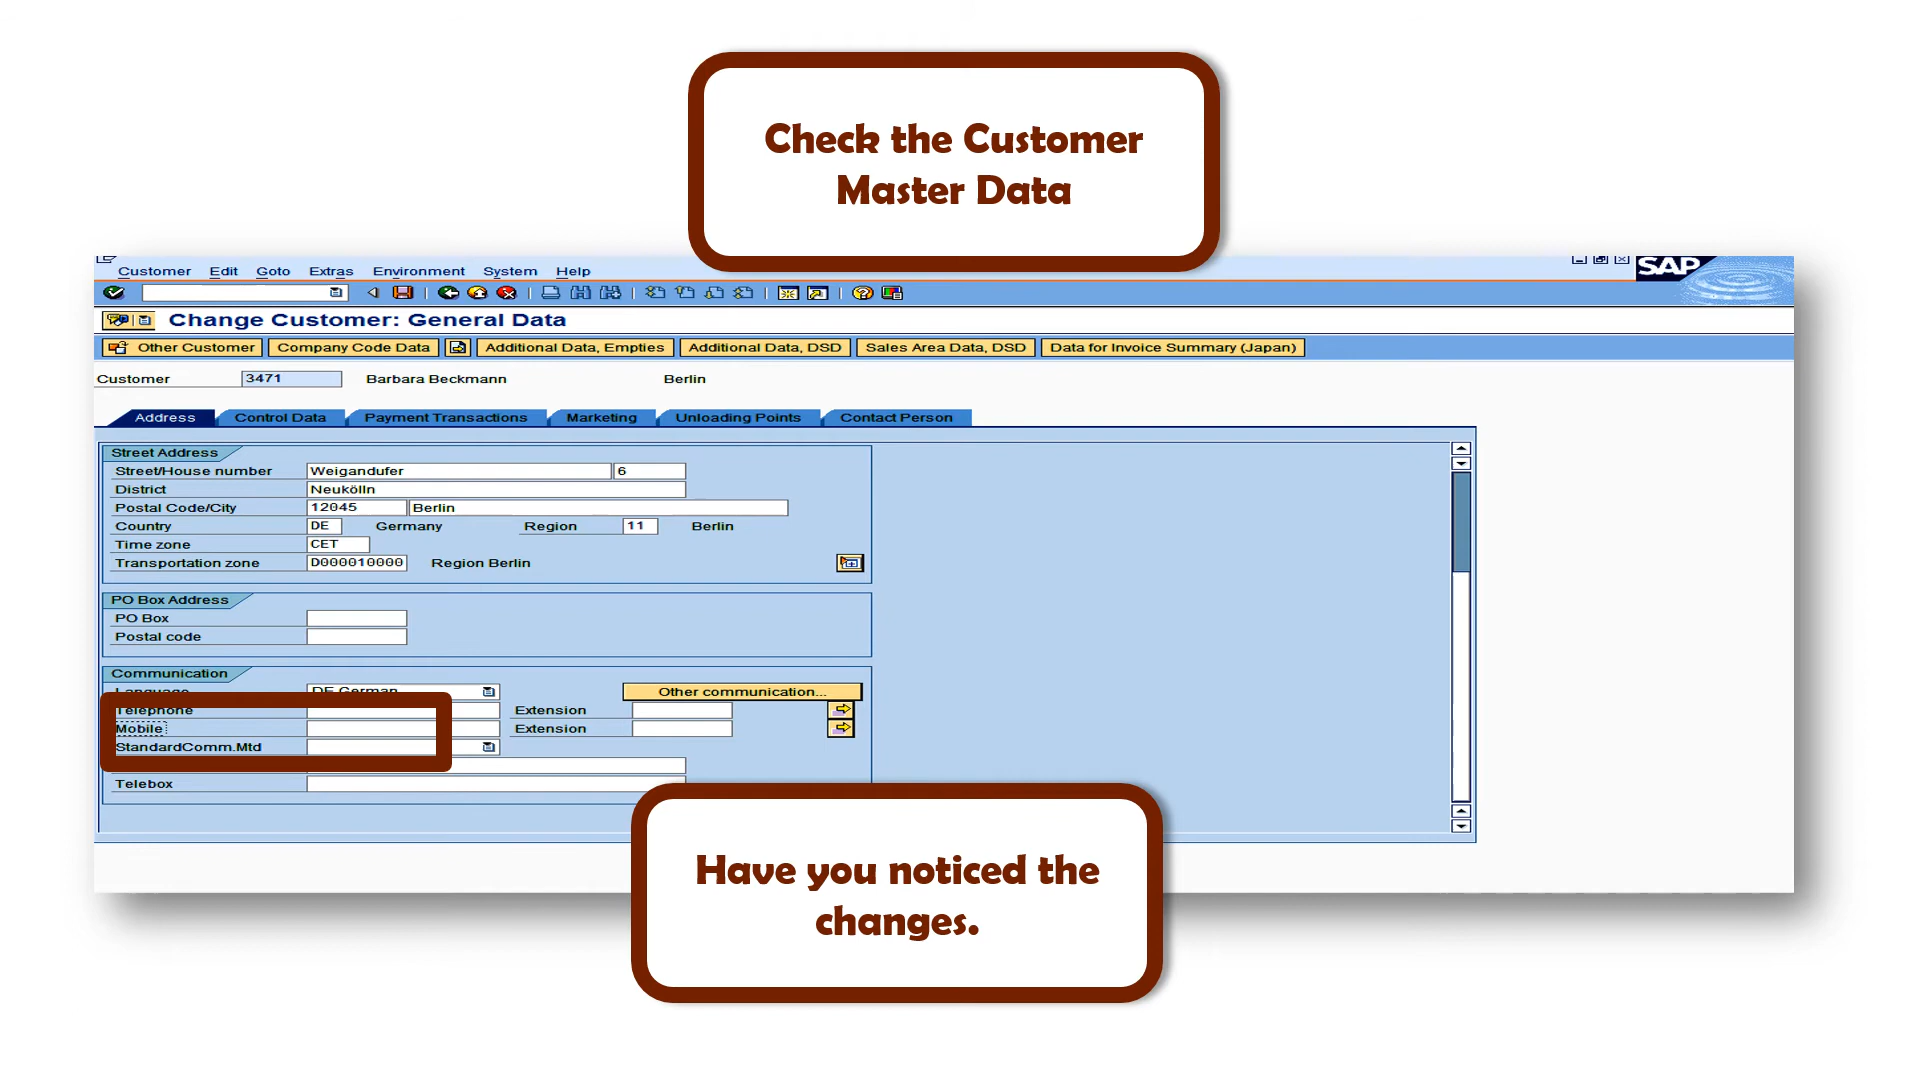 Check the Customer
Master Data
Customer Edit Goto Extras Environment System Help
SAP
Change Customer: General Data
Other Customer Company Code Data Additional Data, Empties Additional Data, DSD Sales Area Data, DSD Data for Invoice Summary (Japan)
Customer 3471 Barbara Beckmann Berlin
Address Control Data Payment Transactions Marketing Unloading Points Contact Person
Street Address
Street/House number Weigandufer 6
District Neukölln
Postal Code/City 12045 Berlin
Country DE Germany Region 11 Berlin
Time zone CET
Transportation zone D000010000 Region Berlin
PO Box Address
PO Box
Postal code
Communication
Language DE German Other communication...
Telephone Extension
Mobile Extension
StandardComm.Mtd
Telebox
Have you noticed the
changes.